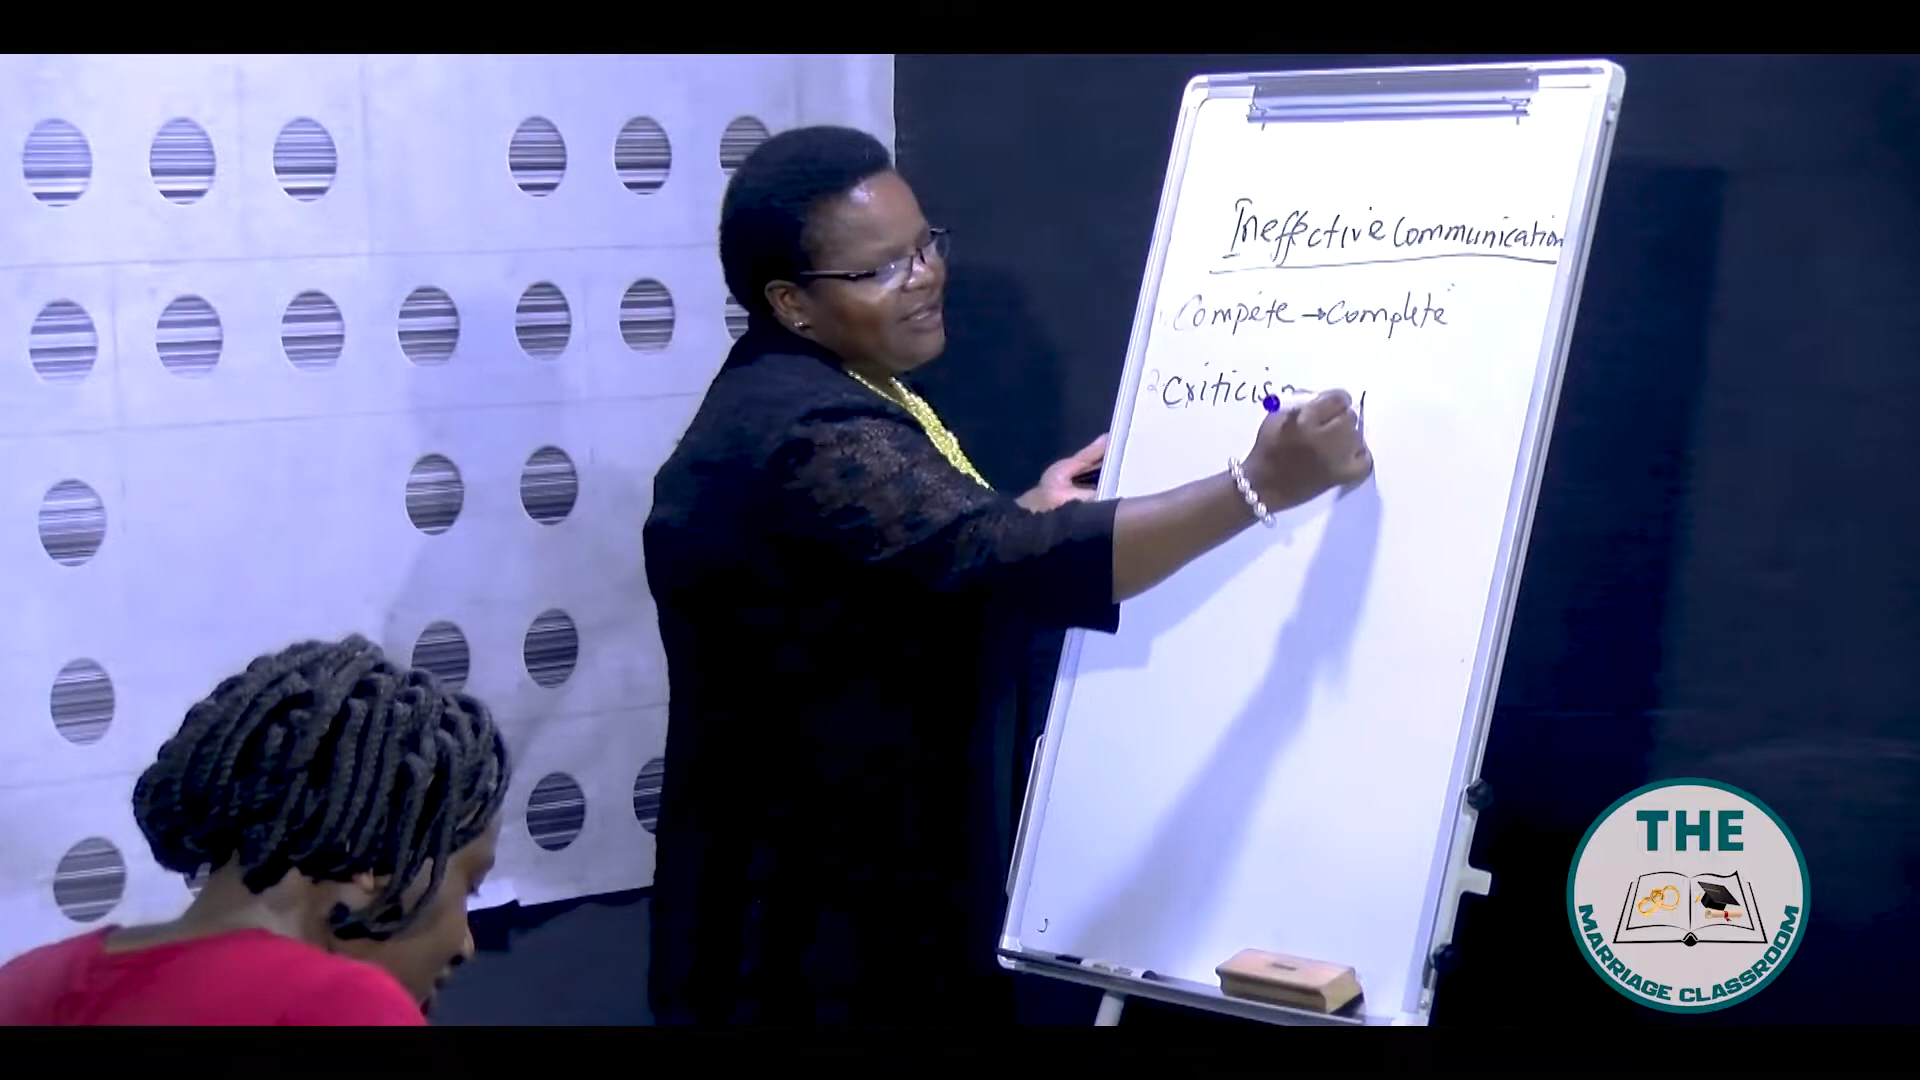 Ineffective Communication
1. Compete → Complete"
2. Criticism
THE
MARRIAGE CLASSROOM